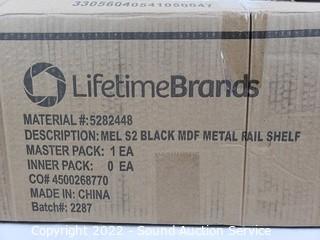 LifetimeBrands
MATERIAL #:5282448
DESCRIPTION:MEL S2 BLACK MDF METAL RAIL SHELF
MASTER PACK: 1 EA
INNER PACK: 0 EA
CO# 4500268770
MADE IN: CHINA
Batch#: 2287
Copyright 2022 - Sound Auction Service